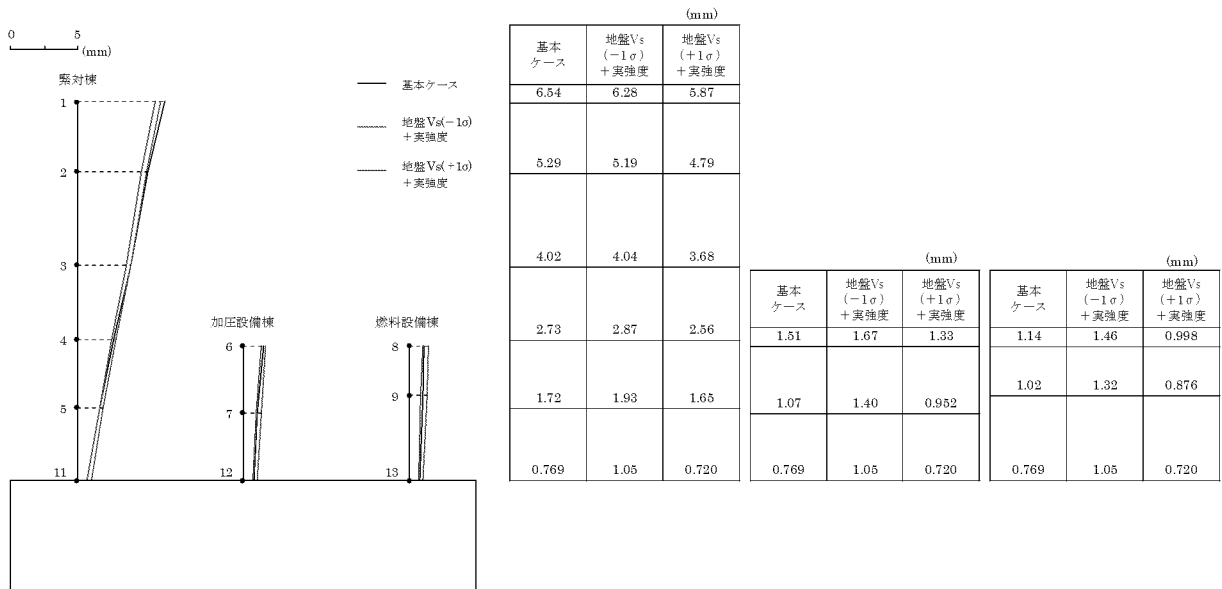 0 5
(mm)
緊対棟
1
2
3
4
5
11
基本ケース
地盤Vs(−1σ)
+実強度
地盤Vs(+1σ)
+実強度
加圧設備棟
6
7
12
燃料設備棟
8
9
13
(mm)
基本
ケース
地盤Vs
(−1σ)
+実強度
地盤Vs
(+1σ)
+実強度
6.54 6.28 5.87
5.29 5.19 4.79
4.02 4.04 3.68
2.73 2.87 2.56
1.72 1.93 1.65
0.769 1.05 0.720
(mm)
基本
ケース
地盤Vs
(−1σ)
+実強度
地盤Vs
(+1σ)
+実強度
1.51 1.67 1.33
1.07 1.40 0.952
0.769 1.05 0.720
(mm)
基本
ケース
地盤Vs
(−1σ)
+実強度
地盤Vs
(+1σ)
+実強度
1.14 1.46 0.998
1.02 1.32 0.876
0.769 1.05 0.720